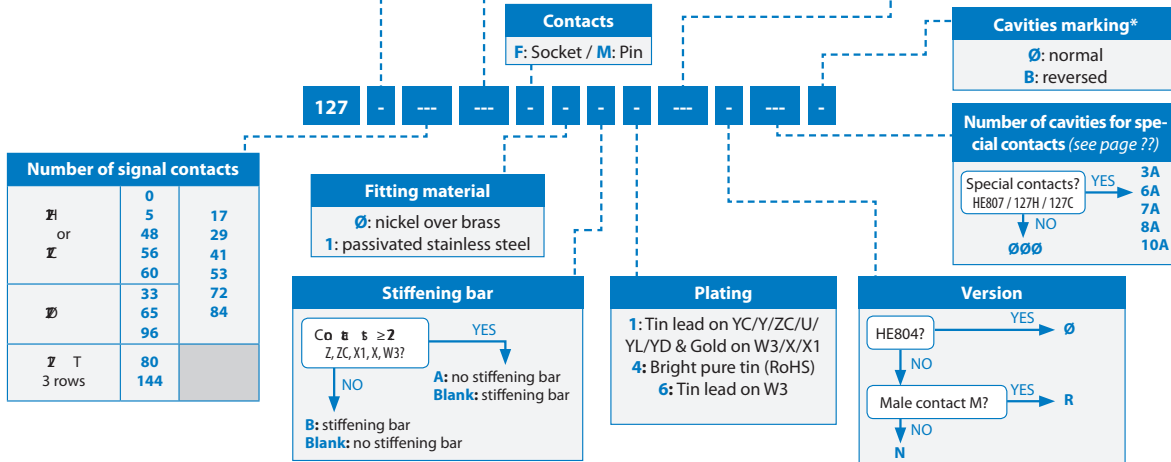 Contacts
F: Socket / M: Pin
Cavities marking*
Ø: normal
B: reversed
127 - --- --- - - - - --- - --- -
Number of cavities for spe-
cial contacts (see page ??)
Special contacts?
HE807 / 127H / 127C
YES
NO
ØØØ
3A
6A
7A
8A
10A
Number of signal contacts
or
0
5
48
56
60
33
65
96
17
29
41
53
72
84
3 rows
80
144
Fitting material
Ø: nickel over brass
1: passivated stainless steel
Stiffening bar
Z, ZC, X1, X, W3?
YES
NO
A: no stiffening bar
Blank: stiffening bar
B: stiffening bar
Blank: no stiffening bar
Plating
1: Tin lead on YC/Y/ZC/U/
YL/YD & Gold on W3/X/X1
4: Bright pure tin (RoHS)
6: Tin lead on W3
Version
HE804?
YES
Ø
NO
Male contact M?
YES
R
NO
N